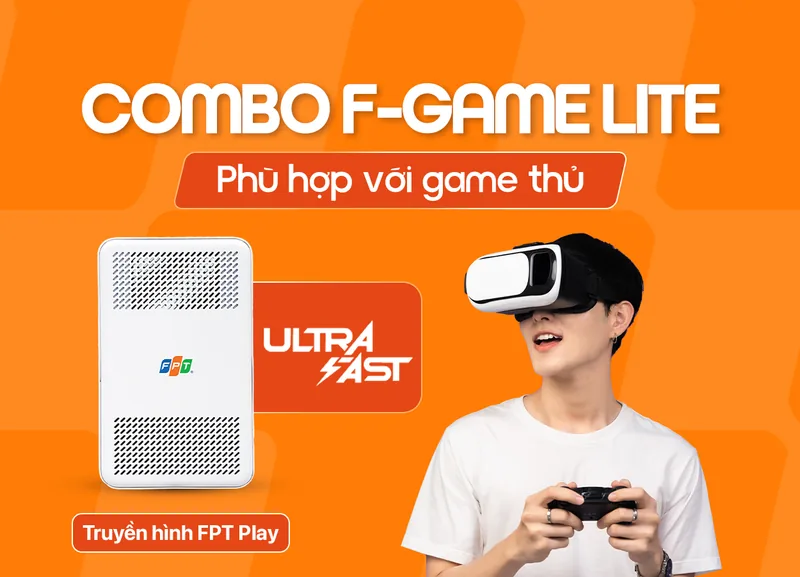 COMBO F-GAME LITE
Phù hợp với game thủ
ULTRA
FAST
FPT
Truyền hình FPT Play